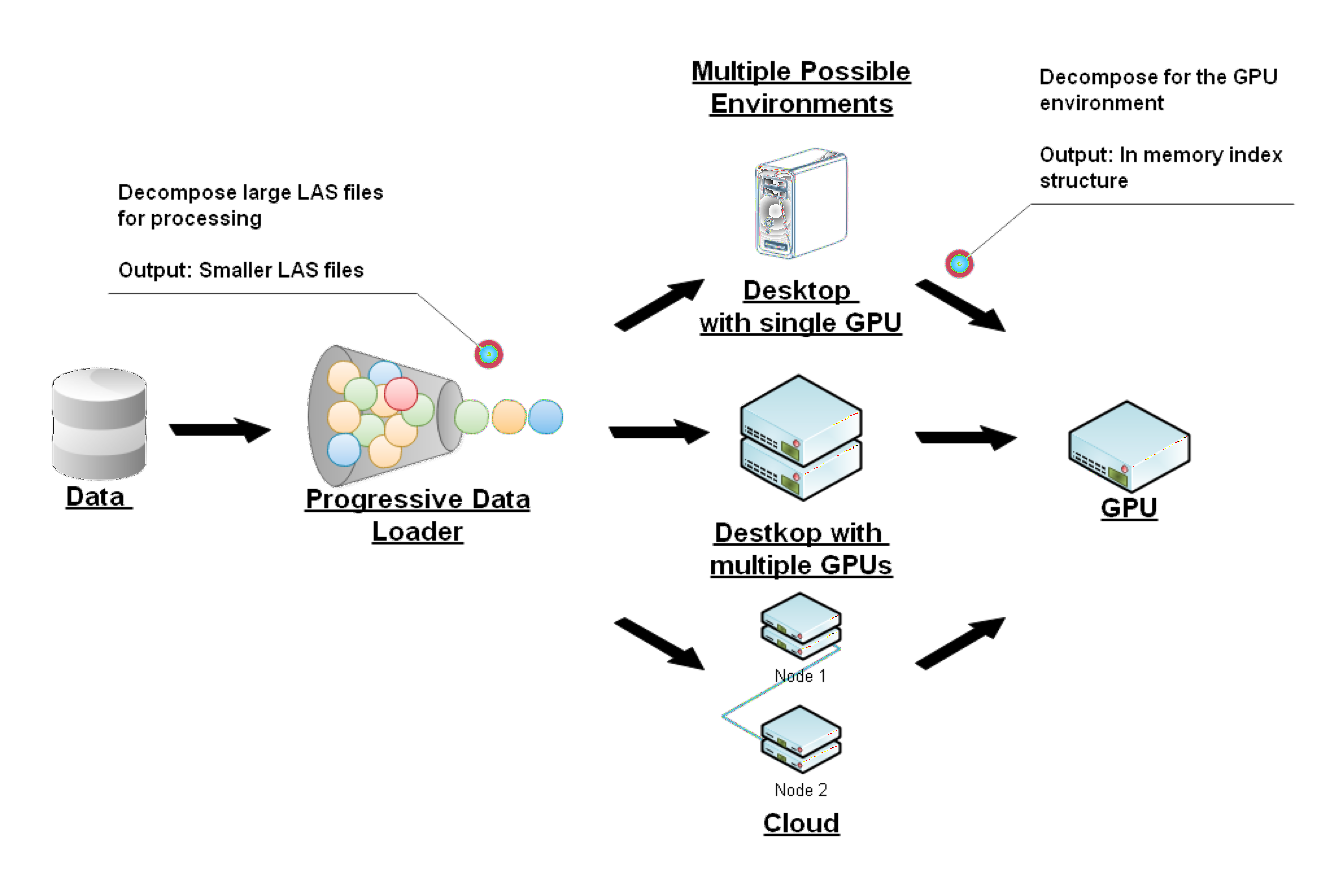 Multiple Possible
Environments
Decompose for the GPU
environment
Output: In memory index
structure
Decompose large LAS files
for processing
Output: Smaller LAS files
Desktop
with single GPU
Data
Progressive Data
Loader
Destkop with
multiple GPUs
GPU
Node 1
Node 2
Cloud